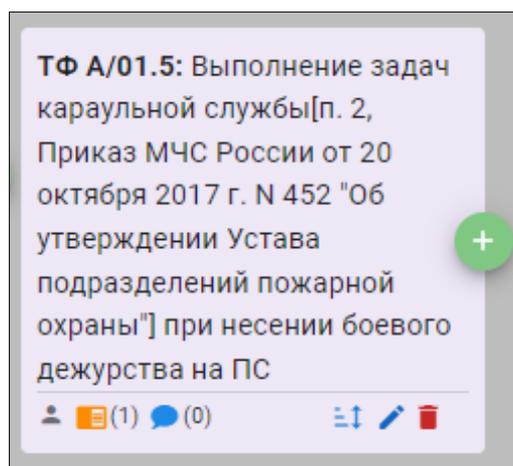 ТФ A/01.5: Выполнение задач
караульной службы[п. 2,
Приказ МЧС России от 20
октября 2017 г. N 452 "Об
утверждении Устава
подразделений пожарной
охраны"] при несении боевого
дежурства на ПС
(1) (0)